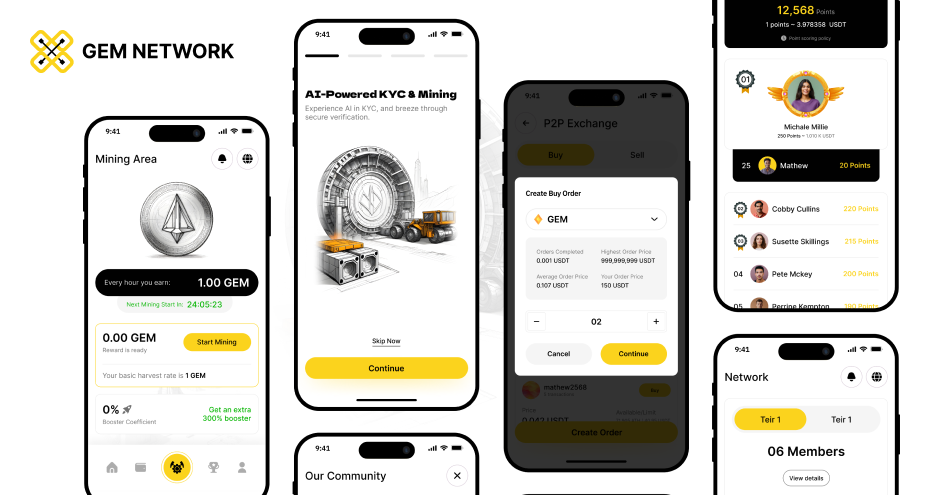 GEM NETWORK
9:41
Mining Area
Every hour you earn:
1.00 GEM
Next Mining Start In: 24:05:23
0.00 GEM
Reward is ready
Start Mining
Your basic harvest rate is 1 GEM
0%
Booster Coefficient
Get an extra
300% booster
9:41
AI-Powered KYC & Mining
Experience AI in KYC, and breeze through
secure verification.
Skip Now
Continue
9:41
Our Community
9:41
P2P Exchange
Buy
Sell
Create Buy Order
GEM
Orders Completed
0.001 USDT
Highest Order Price
999,999,999 USDT
Average Order Price
0.107 USDT
Your Order Price
150 USDT
02
Cancel
Continue
mathew2568
Buy
Create Order
12,568 Points
1 points ~ 3.978358 USDT
Point scoring policy
01
Michale Millie
250 Points ~ 1,010 K USDT
25
Mathew
20 Points
02
Cobby Cullins
220 Points
03
Susette Skillings
215 Points
04
Pete Mckey
200 Points
05
Perrine Kempton
190 Points
9:41
Network
Teir 1
Teir 1
06 Members
View details